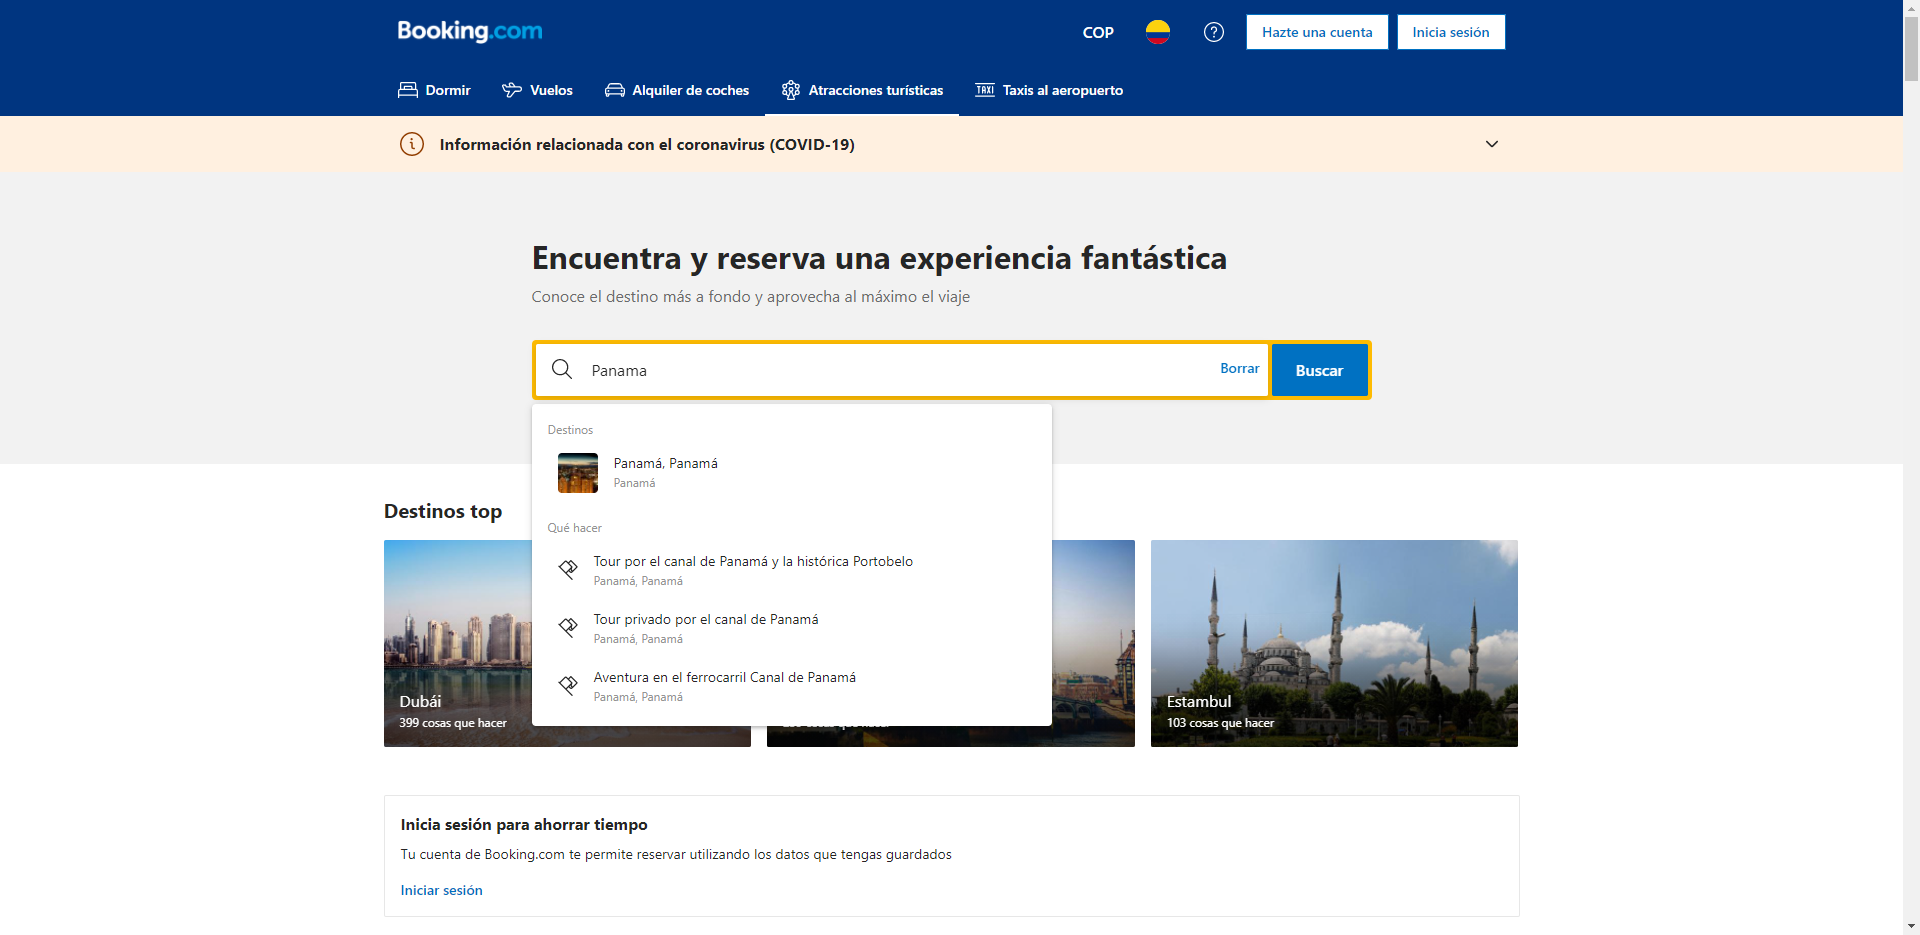 Booking.com
COP
Hazte una cuenta
Inicia sesión
Dormir
Vuelos
Alquiler de coches
Atracciones turísticas
TAXI
Taxis al aeropuerto
Información relacionada con el coronavirus (COVID-19)
Encuentra y reserva una experiencia fantástica
Conoce el destino más a fondo y aprovecha al máximo el viaje
Panama
Borrar
Buscar
Destinos
Panamá, Panamá
Panamá
Qué hacer
Tour por el canal de Panamá y la histórica Portobelo
Panamá, Panamá
Tour privado por el canal de Panamá
Panamá, Panamá
Aventura en el ferrocarril Canal de Panamá
Panamá, Panamá
Destinos top
Dubái
399 cosas que hacer
Estambul
103 cosas que hacer
Inicia sesión para ahorrar tiempo
Tu cuenta de Booking.com te permite reservar utilizando los datos que tengas guardados
Iniciar sesión